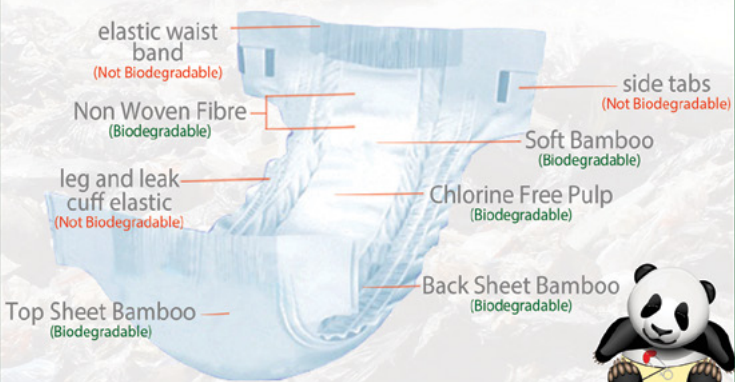 elastic waist
band
(Not Biodegradable)
Non Woven Fibre
(Biodegradable)
leg and leak
cuff elastic
(Not Biodegradable)
Top Sheet Bamboo
(Biodegradable)
side tabs
(Not Biodegradable)
Soft Bamboo
(Biodegradable)
Chlorine Free Pulp
(Biodegradable)
Back Sheet Bamboo
(Biodegradable)